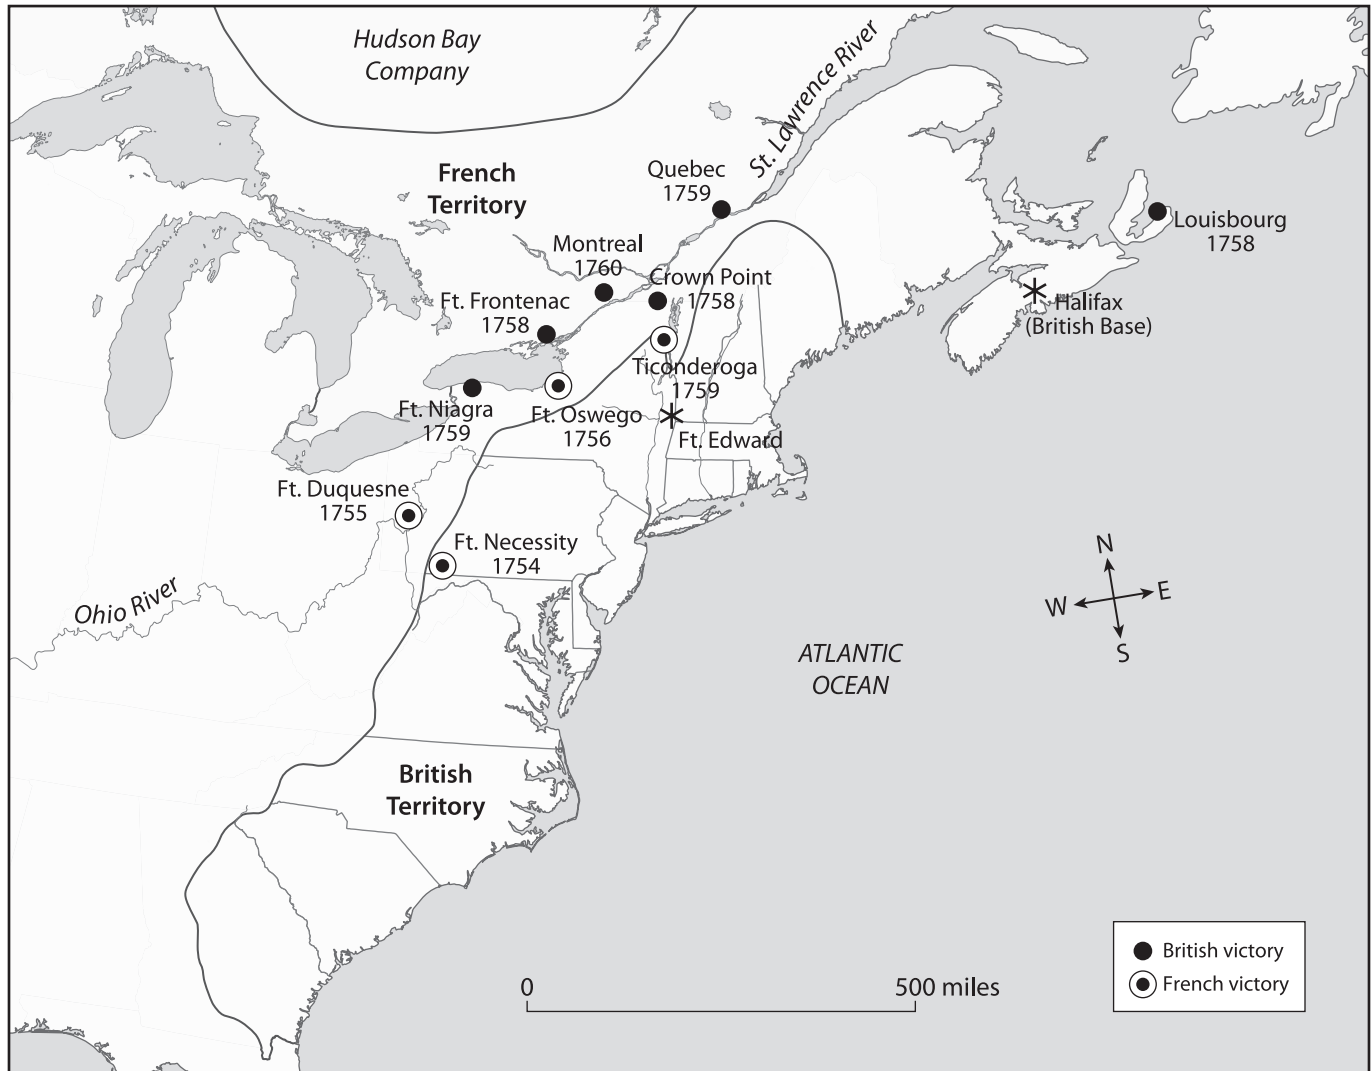 Hudson Bay
Company
St. Lawrence River
French
Territory
Quebec
1759
Louisbourg
1758
Montreal
1760
Crown Point
1758
Halifax
(British Base)
Ft. Frontenac
1758
Ticonderoga
1759
Ft. Niagra
1759
Ft. Oswego
1756
Ft. Edward
Ft. Duquesne
1755
Ft. Necessity
1754
Ohio River
N
W
E
S
ATLANTIC
OCEAN
British
Territory
0
500 miles
British victory
French victory